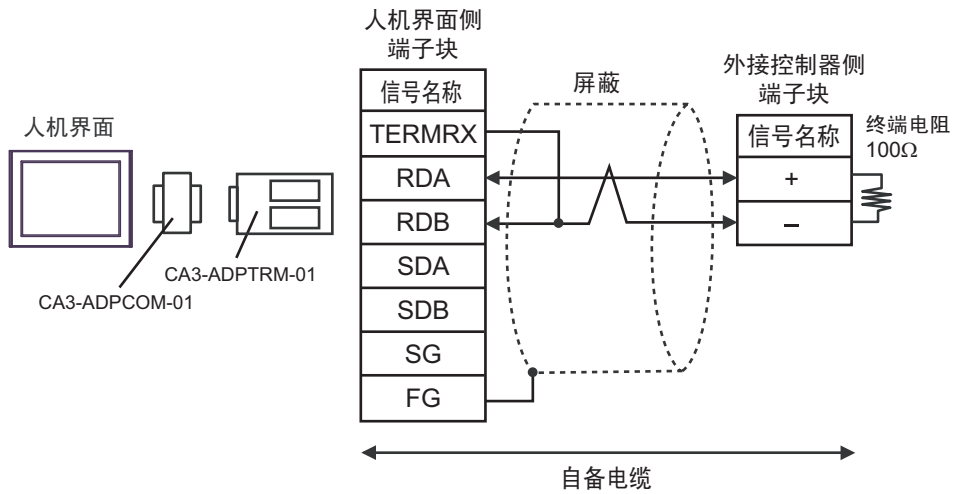 人机界面
CA3-ADPCOM-01
CA3-ADPTRM-01
人机界面侧
端子块
信号名称
TERMRX
RDA
RDB
SDA
SDB
SG
FG
屏蔽
外接控制器侧
端子块
信号名称
+
–
终端电阻
100Ω
自备电缆